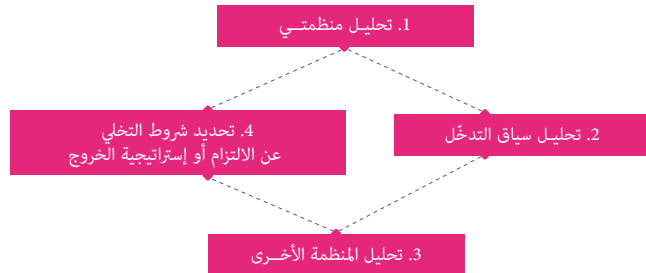 1. تحليل منظمتي
2. تحليل سياق التدخّل
4. تحديد شروط التخلي
عن الالتزام أو إستراتيجية الخروج
3. تحليل المنظمة الأخرى